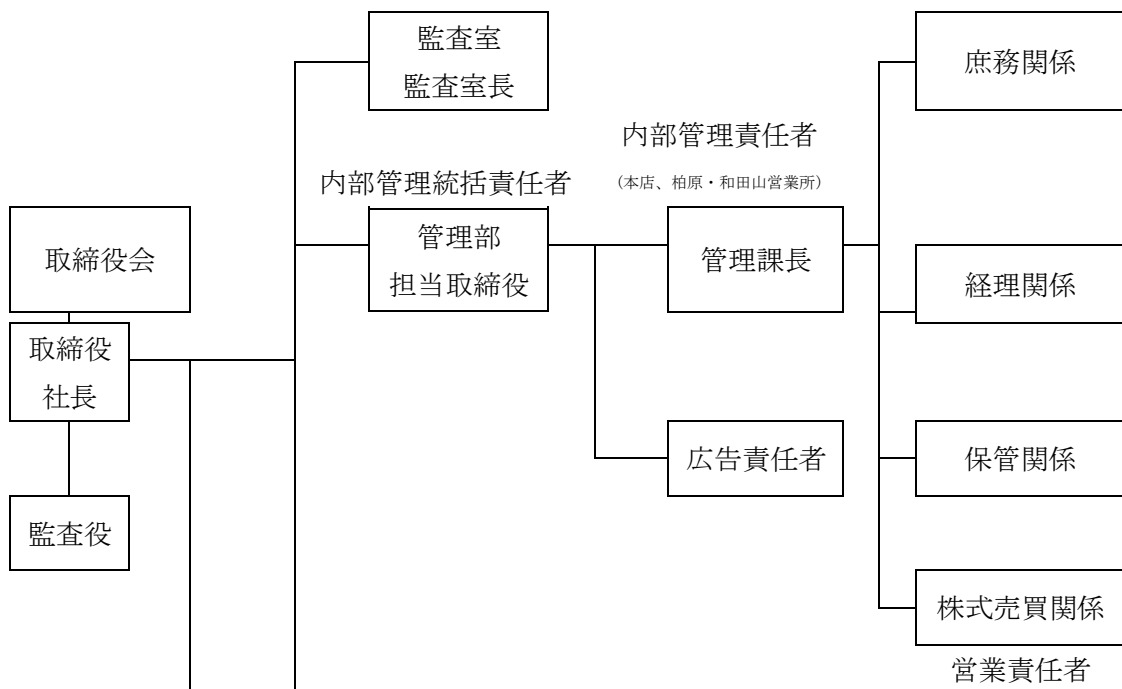 監査室
監査室長
庶務関係
内部管理責任者
(本店、柏原・和田山営業所)
内部管理統括責任者
取締役会
管理部
担当取締役
管理課長
経理関係
取締役
社長
広告責任者
保管関係
監査役
株式売買関係
営業責任者